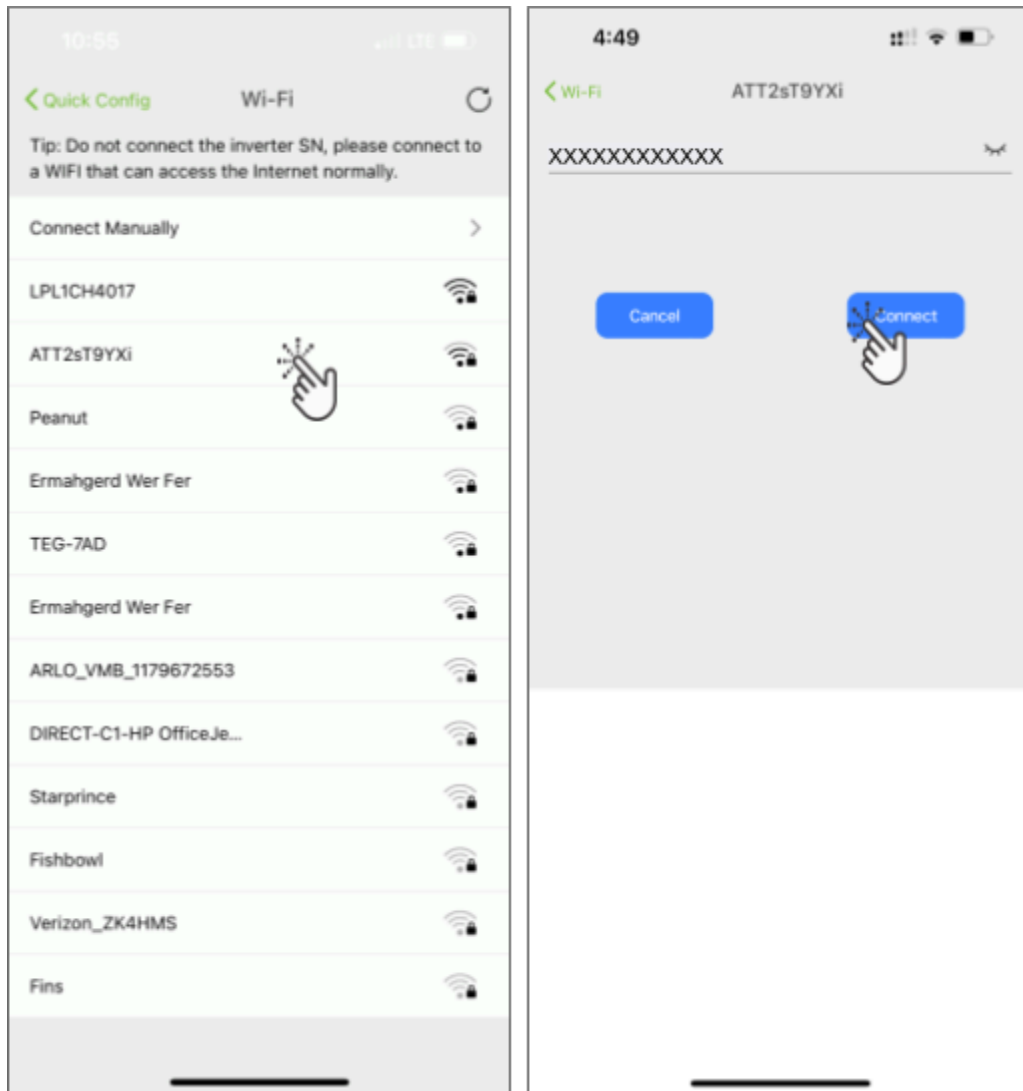 10:55
LTE
Quick Config
Wi-Fi
Tip: Do not connect the inverter SN, please connect to
a WIFI that can access the Internet normally.
Connect Manually
LPL1CH4017
ATT2sT9YXi
Peanut
Ermahgerd Wer Fer
TEG-7AD
Ermahgerd Wer Fer
ARLO_VMB_1179672553
DIRECT-C1-HP OfficeJe...
Starprince
Fishbowl
Verizon_ZK4HMS
Fins
4:49
Wi-Fi
ATT2sT9YXi
XXXXXXXXXXXX
Cancel
Connect